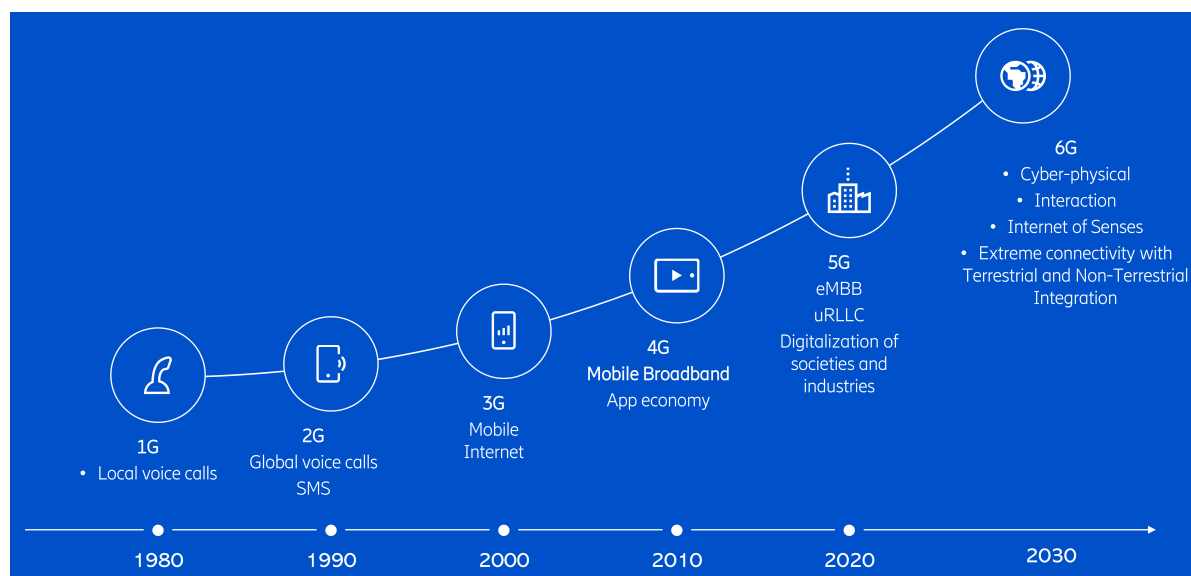 1G
• Local voice calls
2G
Global voice calls
SMS
3G
Mobile
Internet
4G
Mobile Broadband
App economy
5G
eMBB
uRLLC
Digitalization of
societies and
industries
6G
• Cyber-physical
• Interaction
• Internet of Senses
• Extreme connectivity with
Terrestrial and Non-Terrestrial
Integration
1980
1990
2000
2010
2020
2030